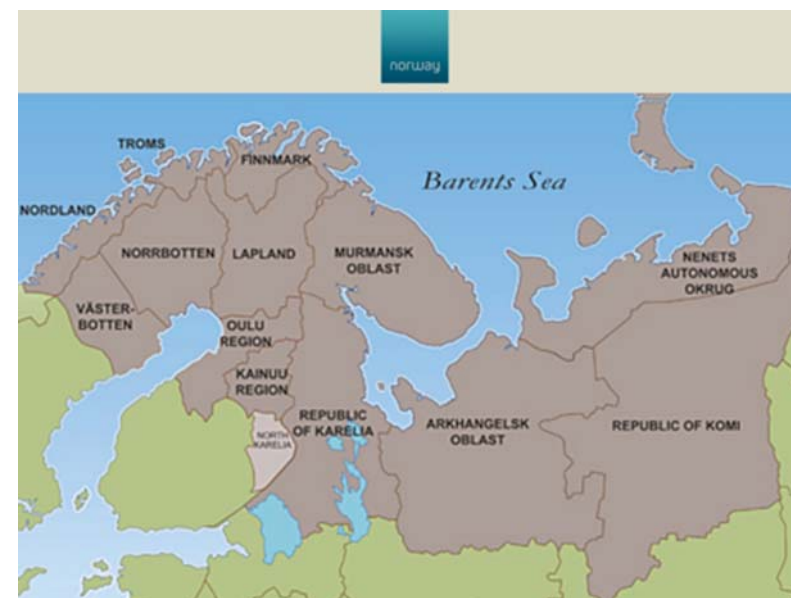 norway
TROMS
FINNMARK
Barents Sea
NORDLAND
NORRBOTTEN
LAPLAND
MURMANSK
OBLAST
NENETS
AUTONOMOUS
OKRUG
VÄSTER-
BOTTEN
OULU
REGION
KAINUU
REGION
REPUBLIC
OF KARELIA
NORTH
KARELIA
ARKHANGELSK
OBLAST
REPUBLIC OF KOMI